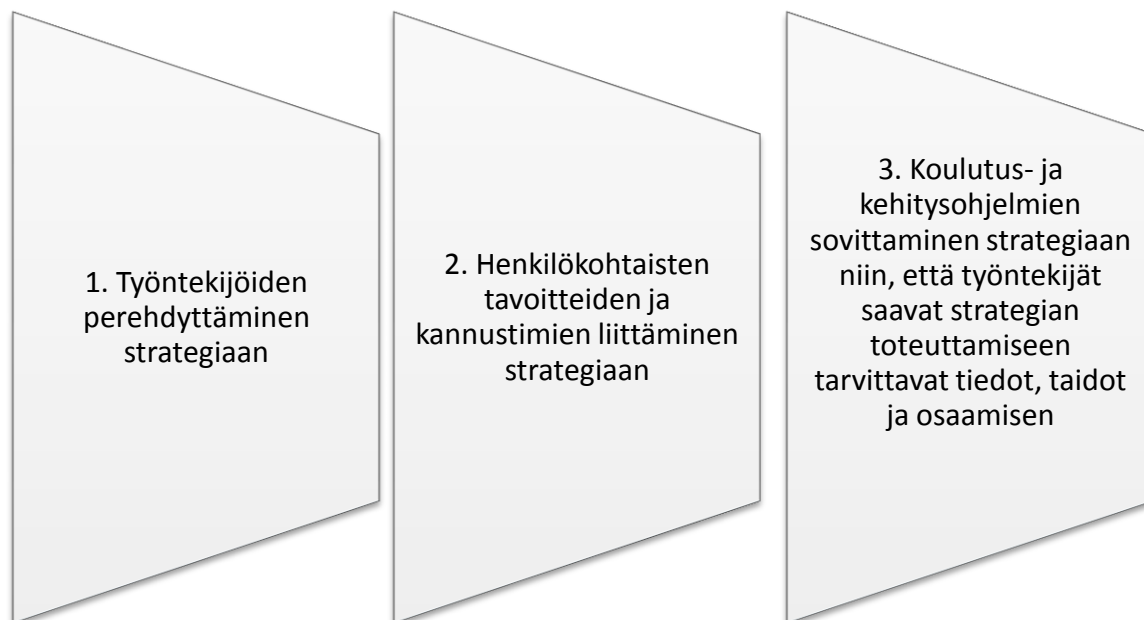 1. Työntekijöiden
perehdyttäminen
strategiaan
2. Henkilökohtaisten
tavoitteiden ja
kannustimien liittäminen
strategiaan
3. Koulutus- ja
kehitysohjelmien
sovittaminen strategiaan
niin, että työntekijät
saavat strategian
toteuttamiseen
tarvittavat tiedot, taidot
ja osaamisen